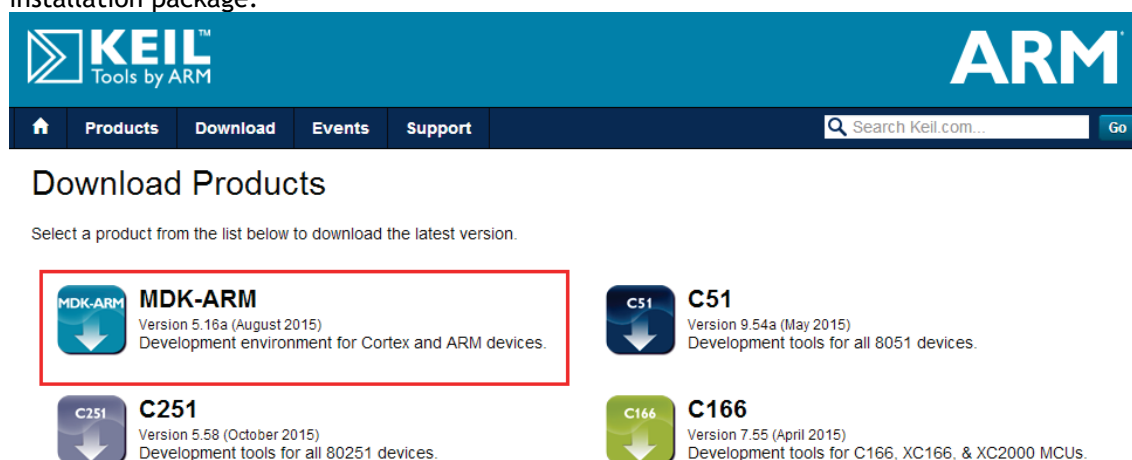 installation package.
KEIL™
Tools by ARM
ARM
Products Download Events Support
Search Keil.com...
Go
Download Products
Select a product from the list below to download the latest version.
MDK-ARM
MDK-ARM
Version 5.16a (August 2015)
Development environment for Cortex and ARM devices.
C51
C51
Version 9.54a (May 2015)
Development tools for all 8051 devices.
C251
C251
Version 5.58 (October 2015)
Development tools for all 80251 devices.
C166
C166
Version 7.55 (April 2015)
Development tools for C166, XC166, & XC2000 MCUs.